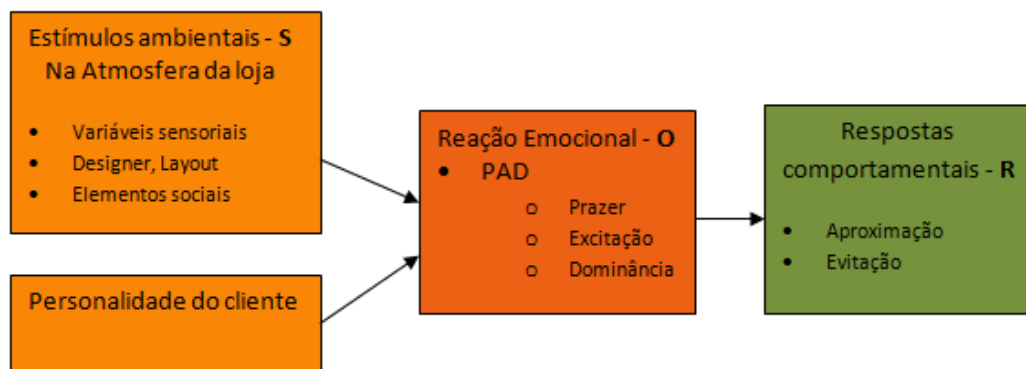 Estímulos ambientais - S
Na Atmosfera da loja
• Variáveis sensoriais
• Designer, Layout
• Elementos sociais
Personalidade do cliente
Reação Emocional - O
• PAD
o Prazer
o Excitação
o Dominância
Respostas
comportamentais - R
• Aproximação
• Evitação